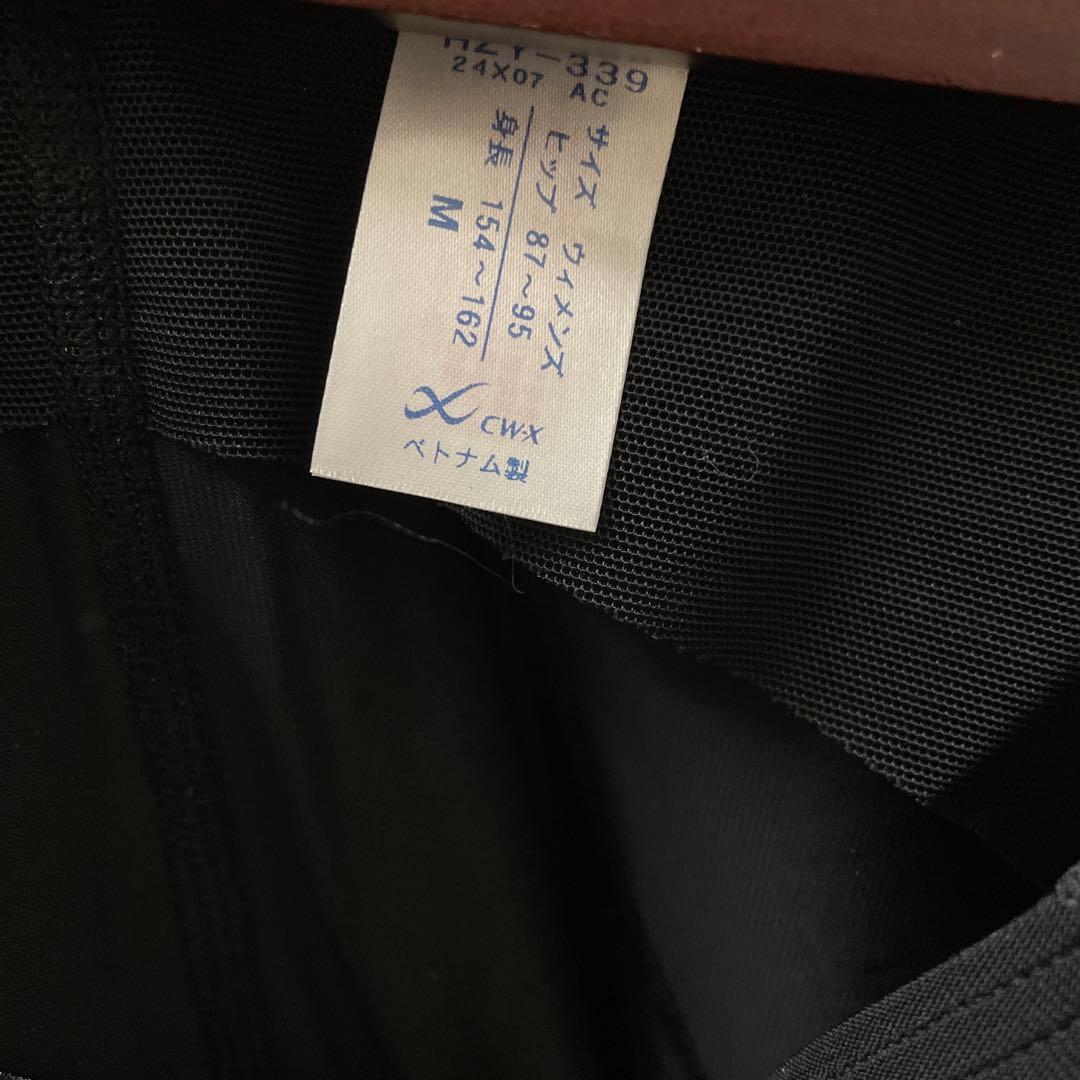 HZY-339
24X07 AC
サイズ ウィメンズ
ヒップ 87～95
身長 154～162
M
CW-X
ベトナム製